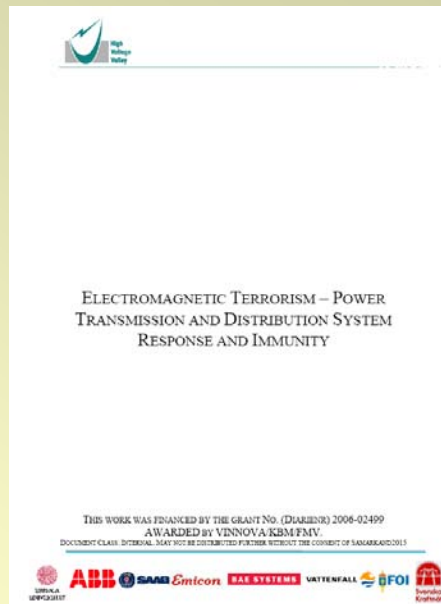 High
Voltage
Valley
ELECTROMAGNETIC TERRORISM – POWER
TRANSMISSION AND DISTRIBUTION SYSTEM
RESPONSE AND IMMUNITY
THIS WORK WAS FINANCED BY THE GRANT NO. (DIARIENR) 2006-02499
AWARDED BY VINNOVA/KBM/FMV.
DOCUMENT CLASS: INTERNAL. MAY NOT BE DISTRIBUTED FURTHER WITHOUT THE CONSENT OF SAMARKAND2015
UPPSALA
UNIVERSITET
ABB SAAB Emicon BAE SYSTEMS VATTENFALL FOI
Svenska
Kraftnät